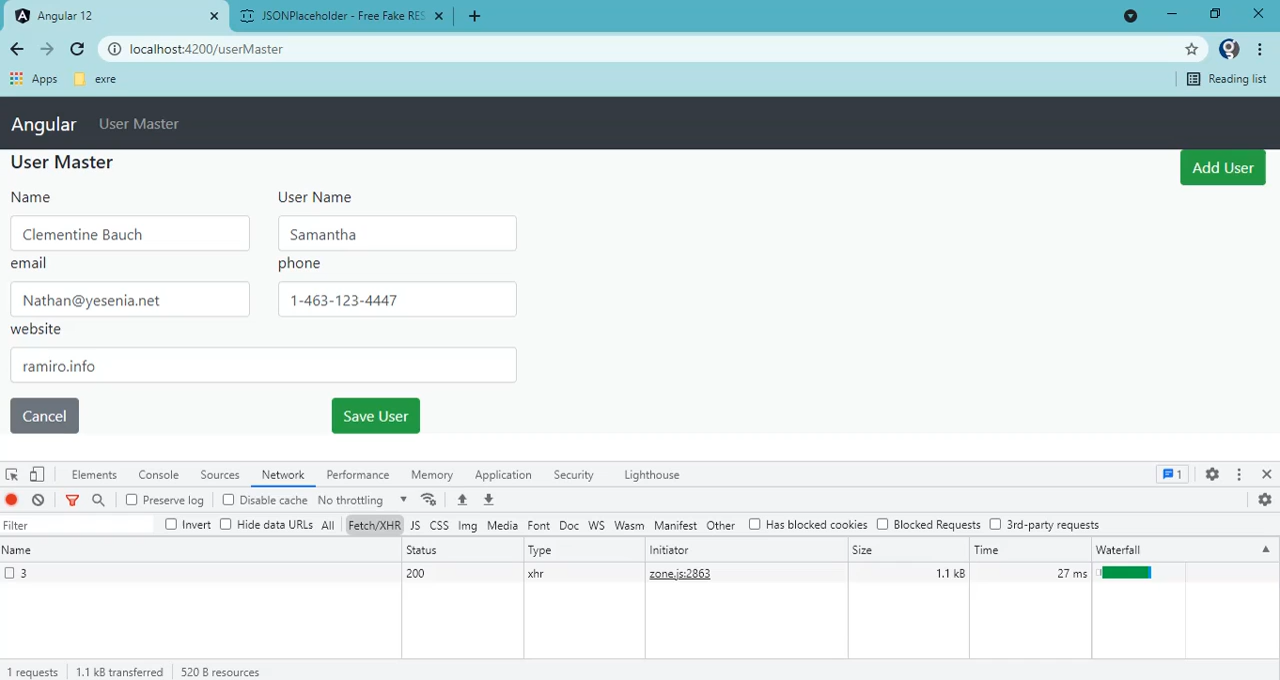 Angular 12
JSONPlaceholder - Free Fake RES
localhost:4200/userMaster
Apps
exre
Reading list
Angular
User Master
User Master
Add User
Name
User Name
Clementine Bauch
Samantha
email
phone
Nathan@yesenia.net
1-463-123-4447
website
ramiro.info
Cancel
Save User
Elements Console Sources Network Performance Memory Application Security Lighthouse 1
Preserve log Disable cache No throttling
Filter Invert Hide data URLs All Fetch/XHR JS CSS Img Media Font Doc WS Wasm Manifest Other Has blocked cookies Blocked Requests 3rd-party requests
Name Status Type Initiator Size Time Waterfall
3 200 xhr zone.js:2863 1.1 kB 27 ms
1 requests 1.1 kB transferred 520 B resources